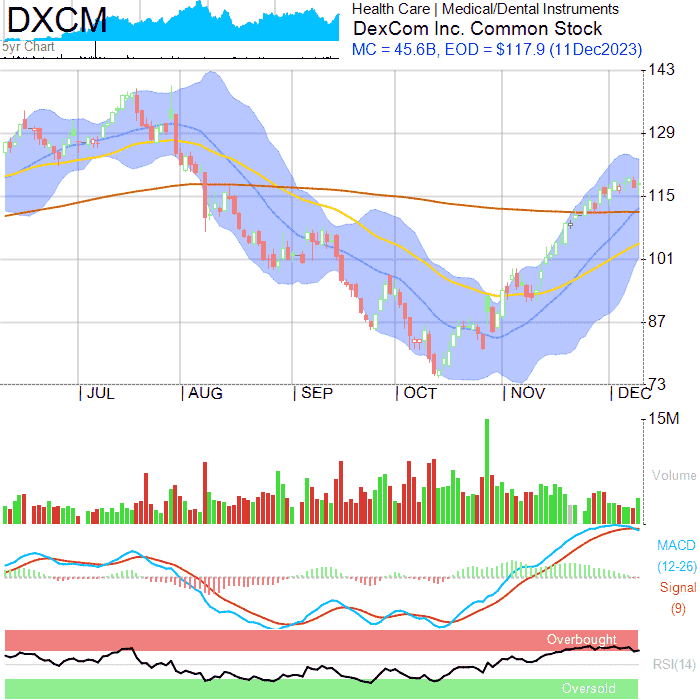 DXCM
5yr Chart
Health Care | Medical/Dental Instruments
DexCom Inc. Common Stock
MC = 45.6B, EOD = $117.9 (11Dec2023)
143
129
115
101
87
73
| JUL
| AUG
| SEP
| OCT
| NOV
| DEC
15M
Volume
MACD
(12-26)
Signal
(9)
Overbought
RSI(14)
Oversold